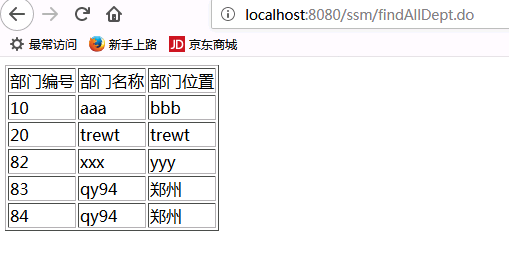 localhost:8080/ssm/findAllDept.do
最常访问 新手上路 JD 京东商城
部门编号 部门名称 部门位置
10 aaa bbb
20 trewt trewt
82 xxx yyy
83 qy94 郑州
84 qy94 郑州